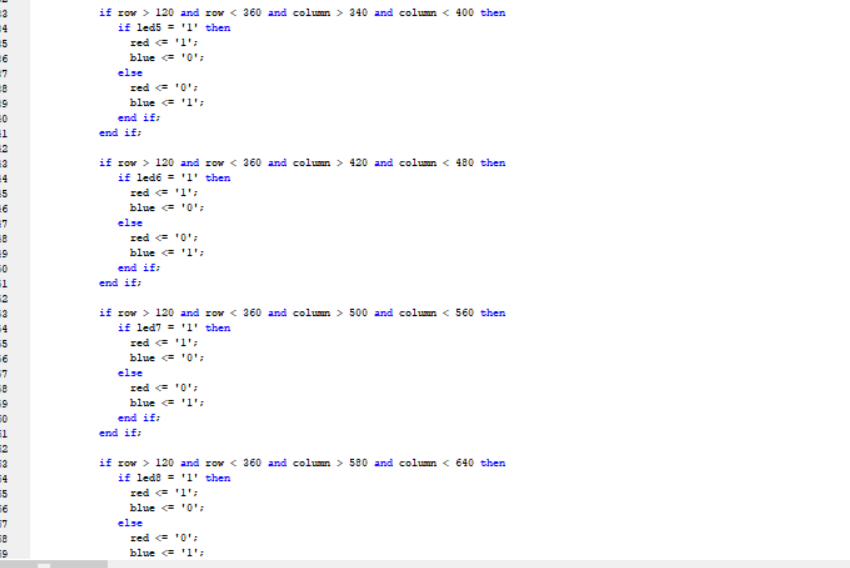 if row > 120 and row < 360 and column > 340 and column < 400 then
if led5 = '1' then
red <= '1';
blue <= '0';
else
red <= '0';
blue <= '1';
end if;
end if;
if row > 120 and row < 360 and column > 420 and column < 480 then
if led6 = '1' then
red <= '1';
blue <= '0';
else
red <= '0';
blue <= '1';
end if;
end if;
if row > 120 and row < 360 and column > 500 and column < 560 then
if led7 = '1' then
red <= '1';
blue <= '0';
else
red <= '0';
blue <= '1';
end if;
end if;
if row > 120 and row < 360 and column > 580 and column < 640 then
if led8 = '1' then
red <= '1';
blue <= '0';
else
red <= '0';
blue <= '1';